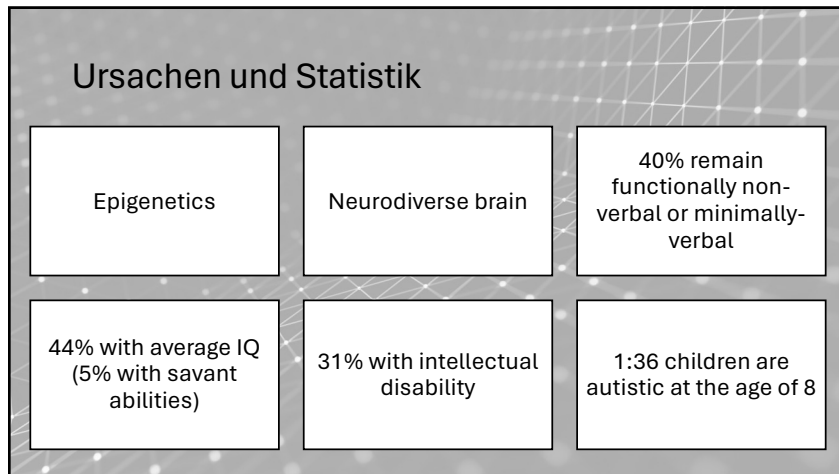 Ursachen und Statistik
Epigenetics
Neurodiverse brain
40% remain
functionally non-
verbal or minimally-
verbal
44% with average IQ
(5% with savant
abilities)
31% with intellectual
disability
1:36 children are
autistic at the age of 8